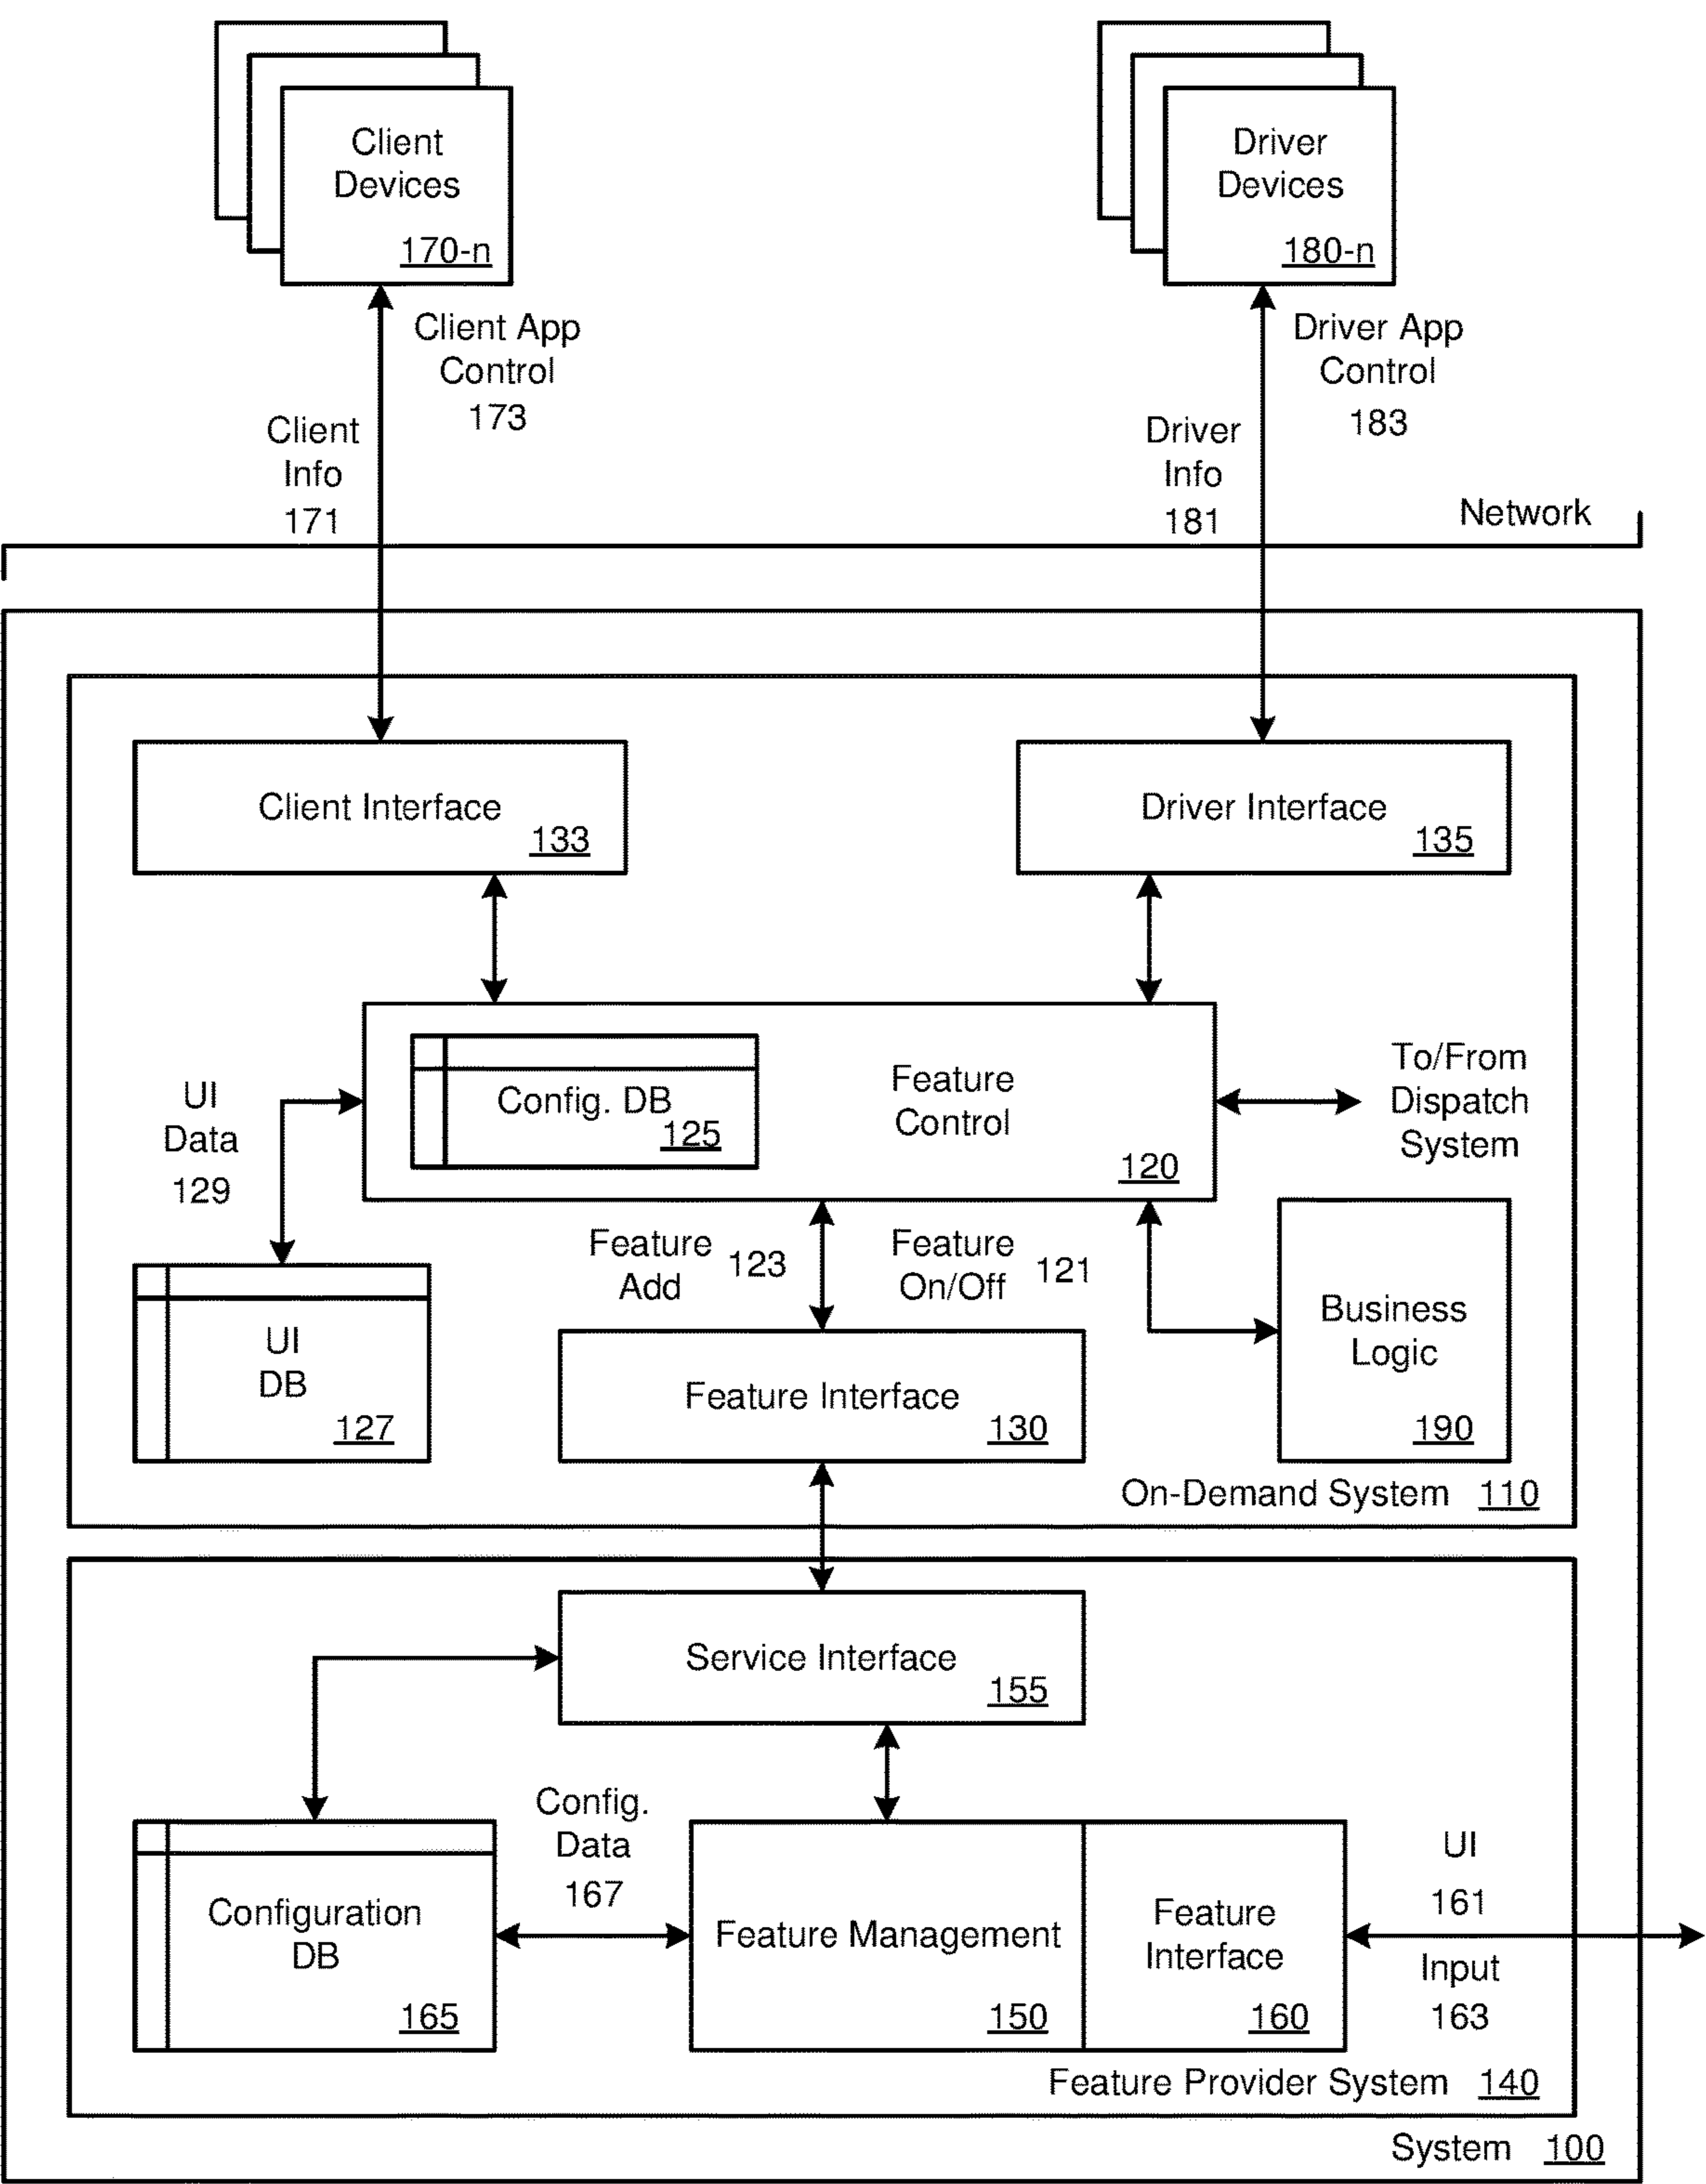 Client
Devices
170-n
Driver
Devices
180-n
Client App
Control
173
Client
Info
171
Driver App
Control
183
Driver
Info
181
Network
Client Interface
133
Driver Interface
135
UI
Data
129
Config. DB
125
Feature
Control
120
To/From
Dispatch
System
Feature
Add
123
Feature
On/Off
121
UI
DB
127
Feature Interface
130
Business
Logic
190
On-Demand System 110
Service Interface
155
Config.
Data
167
Configuration
DB
165
Feature Management
150
Feature
Interface
160
UI
161
Input
163
Feature Provider System 140
System 100